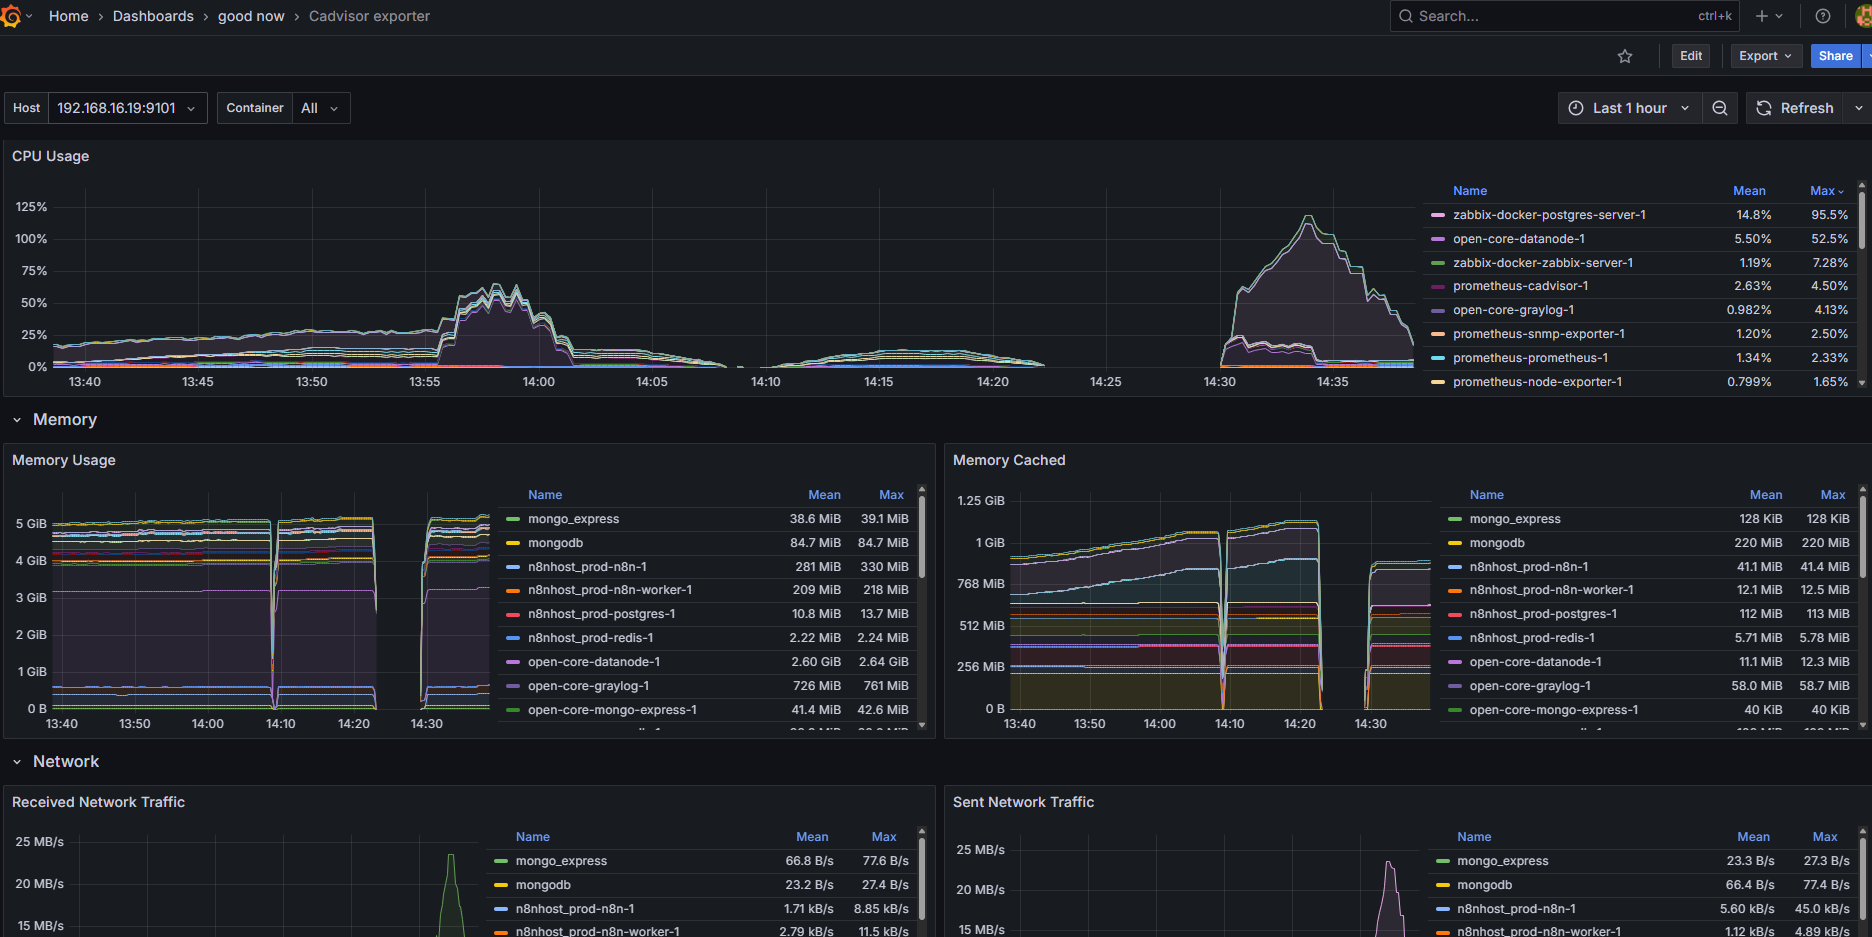 Home › Dashboards › good now › Cadvisor exporter
Search...
ctrl+k
Edit
Export
Share
Host 192.168.16.19:9101
Container All
Last 1 hour
Refresh
CPU Usage
125%
100%
75%
50%
25%
0%
13:40 13:45 13:50 13:55 14:00 14:05 14:10 14:15 14:20 14:25 14:30 14:35
Name Mean Max
zabbix-docker-postgres-server-1 14.8% 95.5%
open-core-datanode-1 5.50% 52.5%
zabbix-docker-zabbix-server-1 1.19% 7.28%
prometheus-cadvisor-1 2.63% 4.50%
open-core-graylog-1 0.982% 4.13%
prometheus-snmp-exporter-1 1.20% 2.50%
prometheus-prometheus-1 1.34% 2.33%
prometheus-node-exporter-1 0.799% 1.65%
Memory
Memory Usage
5 GiB
4 GiB
3 GiB
2 GiB
1 GiB
0 B
13:40 13:50 14:00 14:10 14:20 14:30
Name Mean Max
mongo_express 38.6 MiB 39.1 MiB
mongodb 84.7 MiB 84.7 MiB
n8nhost_prod-n8n-1 281 MiB 330 MiB
n8nhost_prod-n8n-worker-1 209 MiB 218 MiB
n8nhost_prod-postgres-1 10.8 MiB 13.7 MiB
n8nhost_prod-redis-1 2.22 MiB 2.24 MiB
open-core-datanode-1 2.60 GiB 2.64 GiB
open-core-graylog-1 726 MiB 761 MiB
open-core-mongo-express-1 41.4 MiB 42.6 MiB
Memory Cached
1.25 GiB
1 GiB
768 MiB
512 MiB
256 MiB
0 B
13:40 13:50 14:00 14:10 14:20 14:30
Name Mean Max
mongo_express 128 KiB 128 KiB
mongodb 220 MiB 220 MiB
n8nhost_prod-n8n-1 41.1 MiB 41.4 MiB
n8nhost_prod-n8n-worker-1 12.1 MiB 12.5 MiB
n8nhost_prod-postgres-1 112 MiB 113 MiB
n8nhost_prod-redis-1 5.71 MiB 5.78 MiB
open-core-datanode-1 11.1 MiB 12.3 MiB
open-core-graylog-1 58.0 MiB 58.7 MiB
open-core-mongo-express-1 40 KiB 40 KiB
Network
Received Network Traffic
25 MB/s
20 MB/s
15 MB/s
Name Mean Max
mongo_express 66.8 B/s 77.6 B/s
mongodb 23.2 B/s 27.4 B/s
n8nhost_prod-n8n-1 1.71 kB/s 8.85 kB/s
n8nhost_prod-n8n-worker-1 2.79 kB/s 11.5 kB/s
Sent Network Traffic
25 MB/s
20 MB/s
15 MB/s
Name Mean Max
mongo_express 23.3 B/s 27.3 B/s
mongodb 66.4 B/s 77.4 B/s
n8nhost_prod-n8n-1 5.60 kB/s 45.0 kB/s
n8nhost_prod-n8n-worker-1 1.12 kB/s 4.89 kB/s